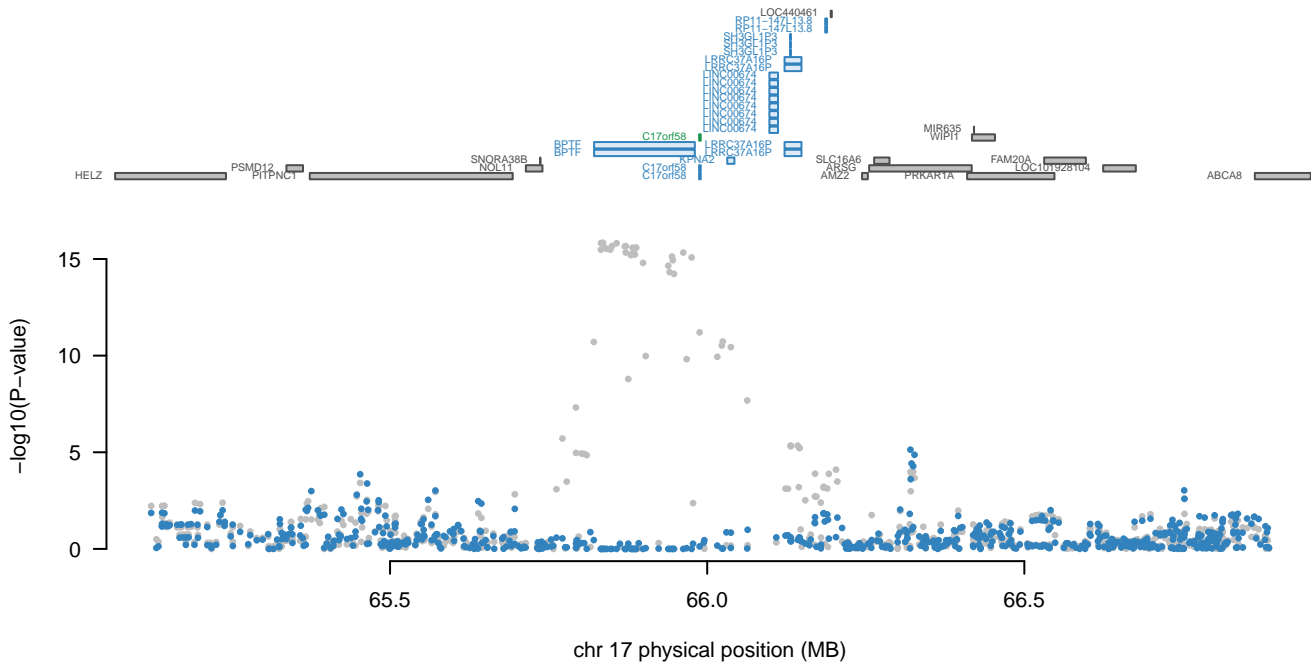 LOC440461
RP11−147L13.8
RP11−147L13.8
SH3GL1P3
SH3GL1P3
SH3GL1P3
LRRC37A16P
LRRC37A16P
LINC00674
LINC00674
LINC00674
LINC00674
LINC00674
LINC00674
LINC00674
LINC00674
MIR635
C17orf58 WIPI1
BPTF LRRC37A16P
BPTF LRRC37A16P
SNORA38B KPNA2 SLC16A6 FAM20A
PSMD12 NOL11 C17orf58 ARSG LOC101928104
HELZ PITPNC1 C17orf58 AMZ2 PRKAR1A ABCA8
15
10
5
0
−log10(P−value)
65.5 66.0 66.5
chr 17 physical position (MB)